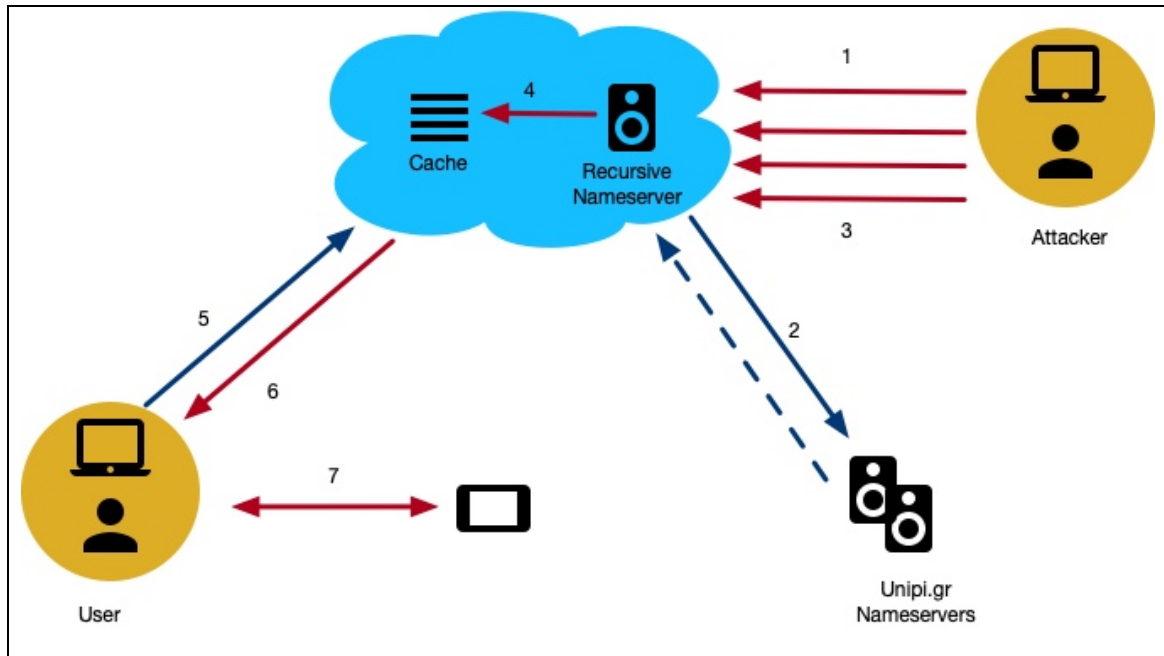 1
4
Cache
Recursive
Nameserver
3
Attacker
5
2
6
7
User
Unipi.gr
Nameservers